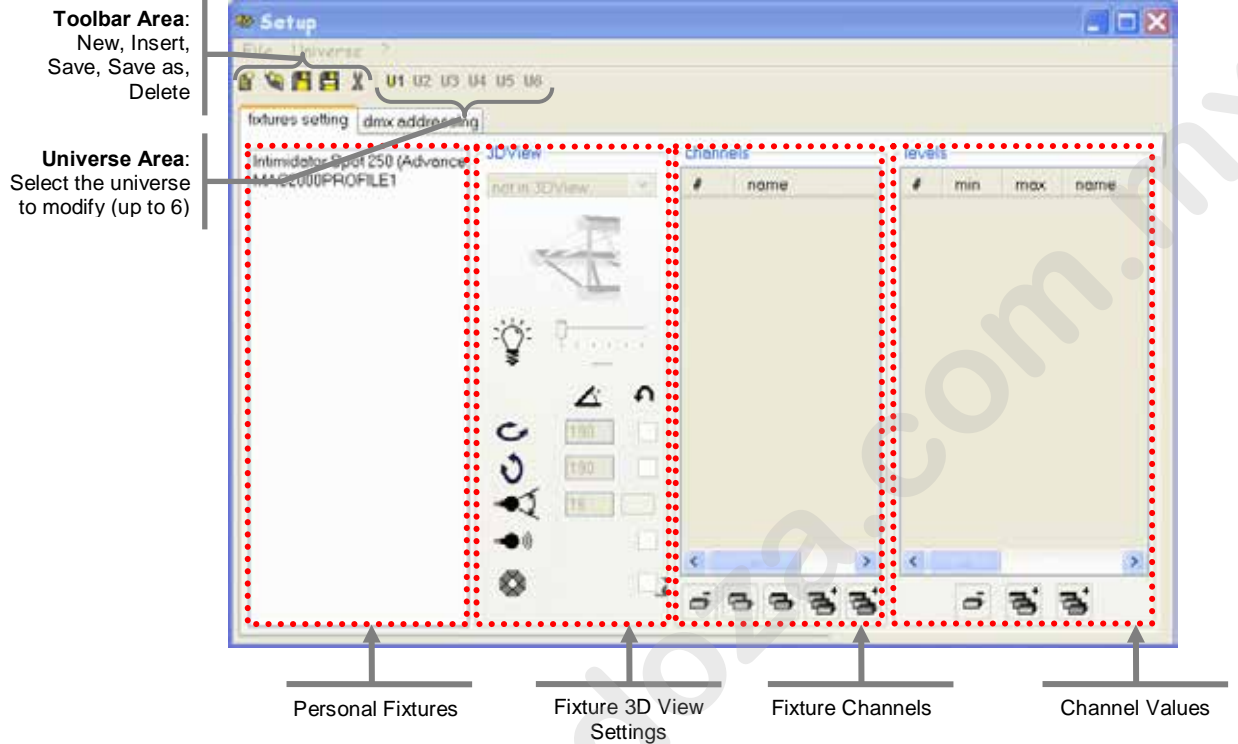 Toolbar Area:
New, Insert,
Save, Save as,
Delete
Universe Area:
Select the universe
to modify (up to 6)
Setup
File Universe ?
U1 U2 U3 U4 U5 U6
fixtures setting dmx addressing
Intimidator Spot 250 (Advance
MAC2000PROFILE1
3DView
not in 3DView
190
190
15
channels
# name
levels
# min max name
Personal Fixtures
Fixture 3D View
Settings
Fixture Channels
Channel Values
doza.com.mx